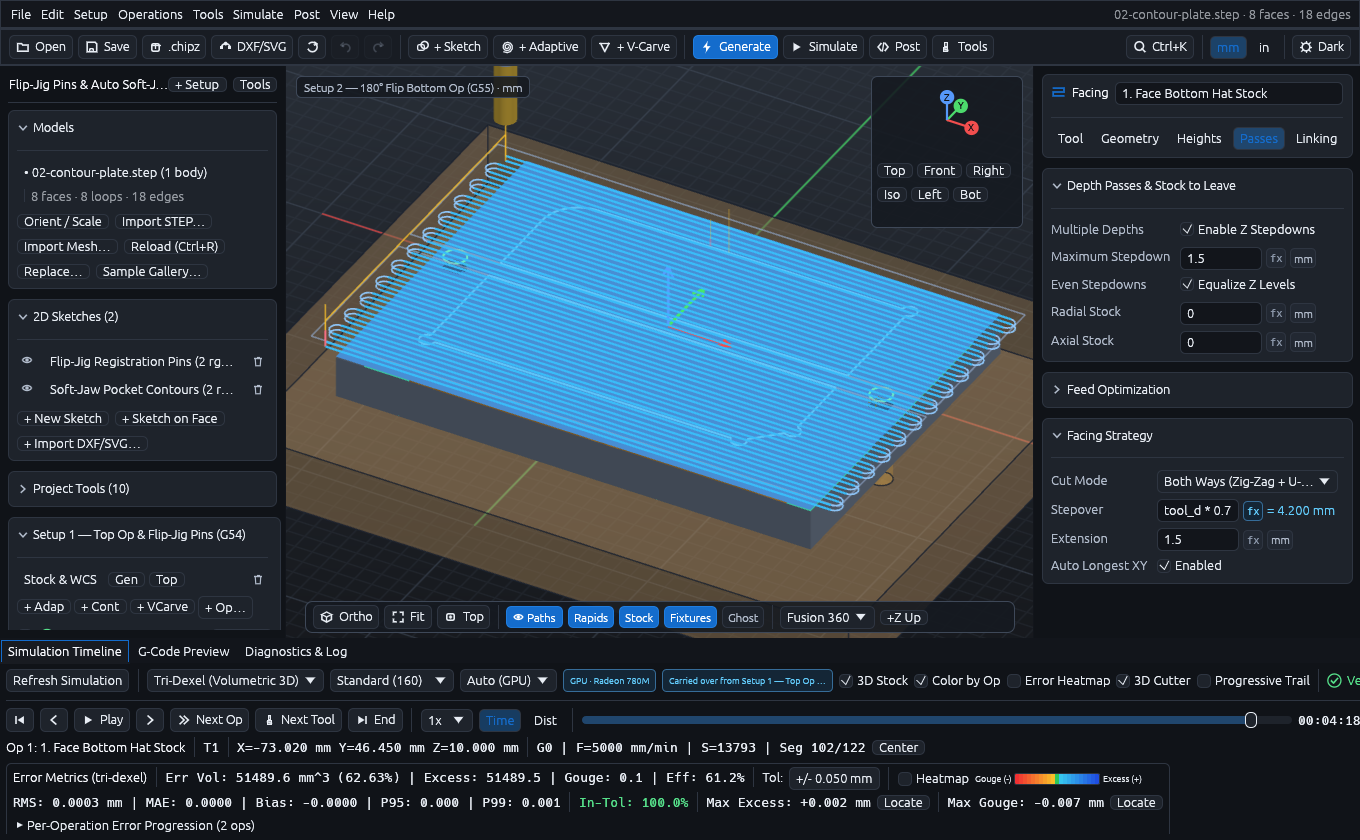 File Edit Setup Operations Tools Simulate Post View Help
02-contour-plate.step · 8 faces · 18 edges
Open Save .chipz DXF/SVG + Sketch + Adaptive + V-Carve Generate Simulate Post Tools Ctrl+K mm in Dark
Flip-Jig Pins & Auto Soft-J… + Setup Tools
Models
• 02-contour-plate.step (1 body)
8 faces · 8 loops · 18 edges
Orient / Scale Import STEP…
Import Mesh… Reload (Ctrl+R)
Replace… Sample Gallery…
2D Sketches (2)
Flip-Jig Registration Pins (2 rg…
Soft-Jaw Pocket Contours (2 r…
+ New Sketch + Sketch on Face
+ Import DXF/SVG…
Project Tools (10)
Setup 1 — Top Op & Flip-Jig Pins (G54)
Stock & WCS Gen Top
+ Adap + Cont + VCarve + Op…
Setup 2 — 180° Flip Bottom Op (G55) · mm
Z
Y
X
Top Front Right
Iso Left Bot
Ortho Fit Top Paths Rapids Stock Fixtures Ghost Fusion 360 +Z Up
Facing 1. Face Bottom Hat Stock
Tool Geometry Heights Passes Linking
Depth Passes & Stock to Leave
Multiple Depths Enable Z Stepdowns
Maximum Stepdown 1.5 fx mm
Even Stepdowns Equalize Z Levels
Radial Stock 0 fx mm
Axial Stock 0 fx mm
Feed Optimization
Facing Strategy
Cut Mode Both Ways (Zig-Zag + U-…
Stepover tool_d * 0.7 fx = 4.200 mm
Extension 1.5 fx mm
Auto Longest XY Enabled
Simulation Timeline G-Code Preview Diagnostics & Log
Refresh Simulation Tri-Dexel (Volumetric 3D) Standard (160) Auto (GPU) GPU · Radeon 780M Carried over from Setup 1 — Top Op … 3D Stock Color by Op Error Heatmap 3D Cutter Progressive Trail Ve
Play Next Op Next Tool End 1x Time Dist 00:04:18
Op 1: 1. Face Bottom Hat Stock T1 X=-73.020 mm Y=46.450 mm Z=10.000 mm G0 | F=5000 mm/min | S=13793 | Seg 102/122 Center
Error Metrics (tri-dexel) Err Vol: 51489.6 mm^3 (62.63%) | Excess: 51489.5 | Gouge: 0.1 | Eff: 61.2% Tol: +/- 0.050 mm Heatmap Gouge (-) Excess (+)
RMS: 0.0003 mm | MAE: 0.0000 | Bias: -0.0000 | P95: 0.000 | P99: 0.001 In-Tol: 100.0% Max Excess: +0.002 mm Locate Max Gouge: -0.007 mm Locate
Per-Operation Error Progression (2 ops)